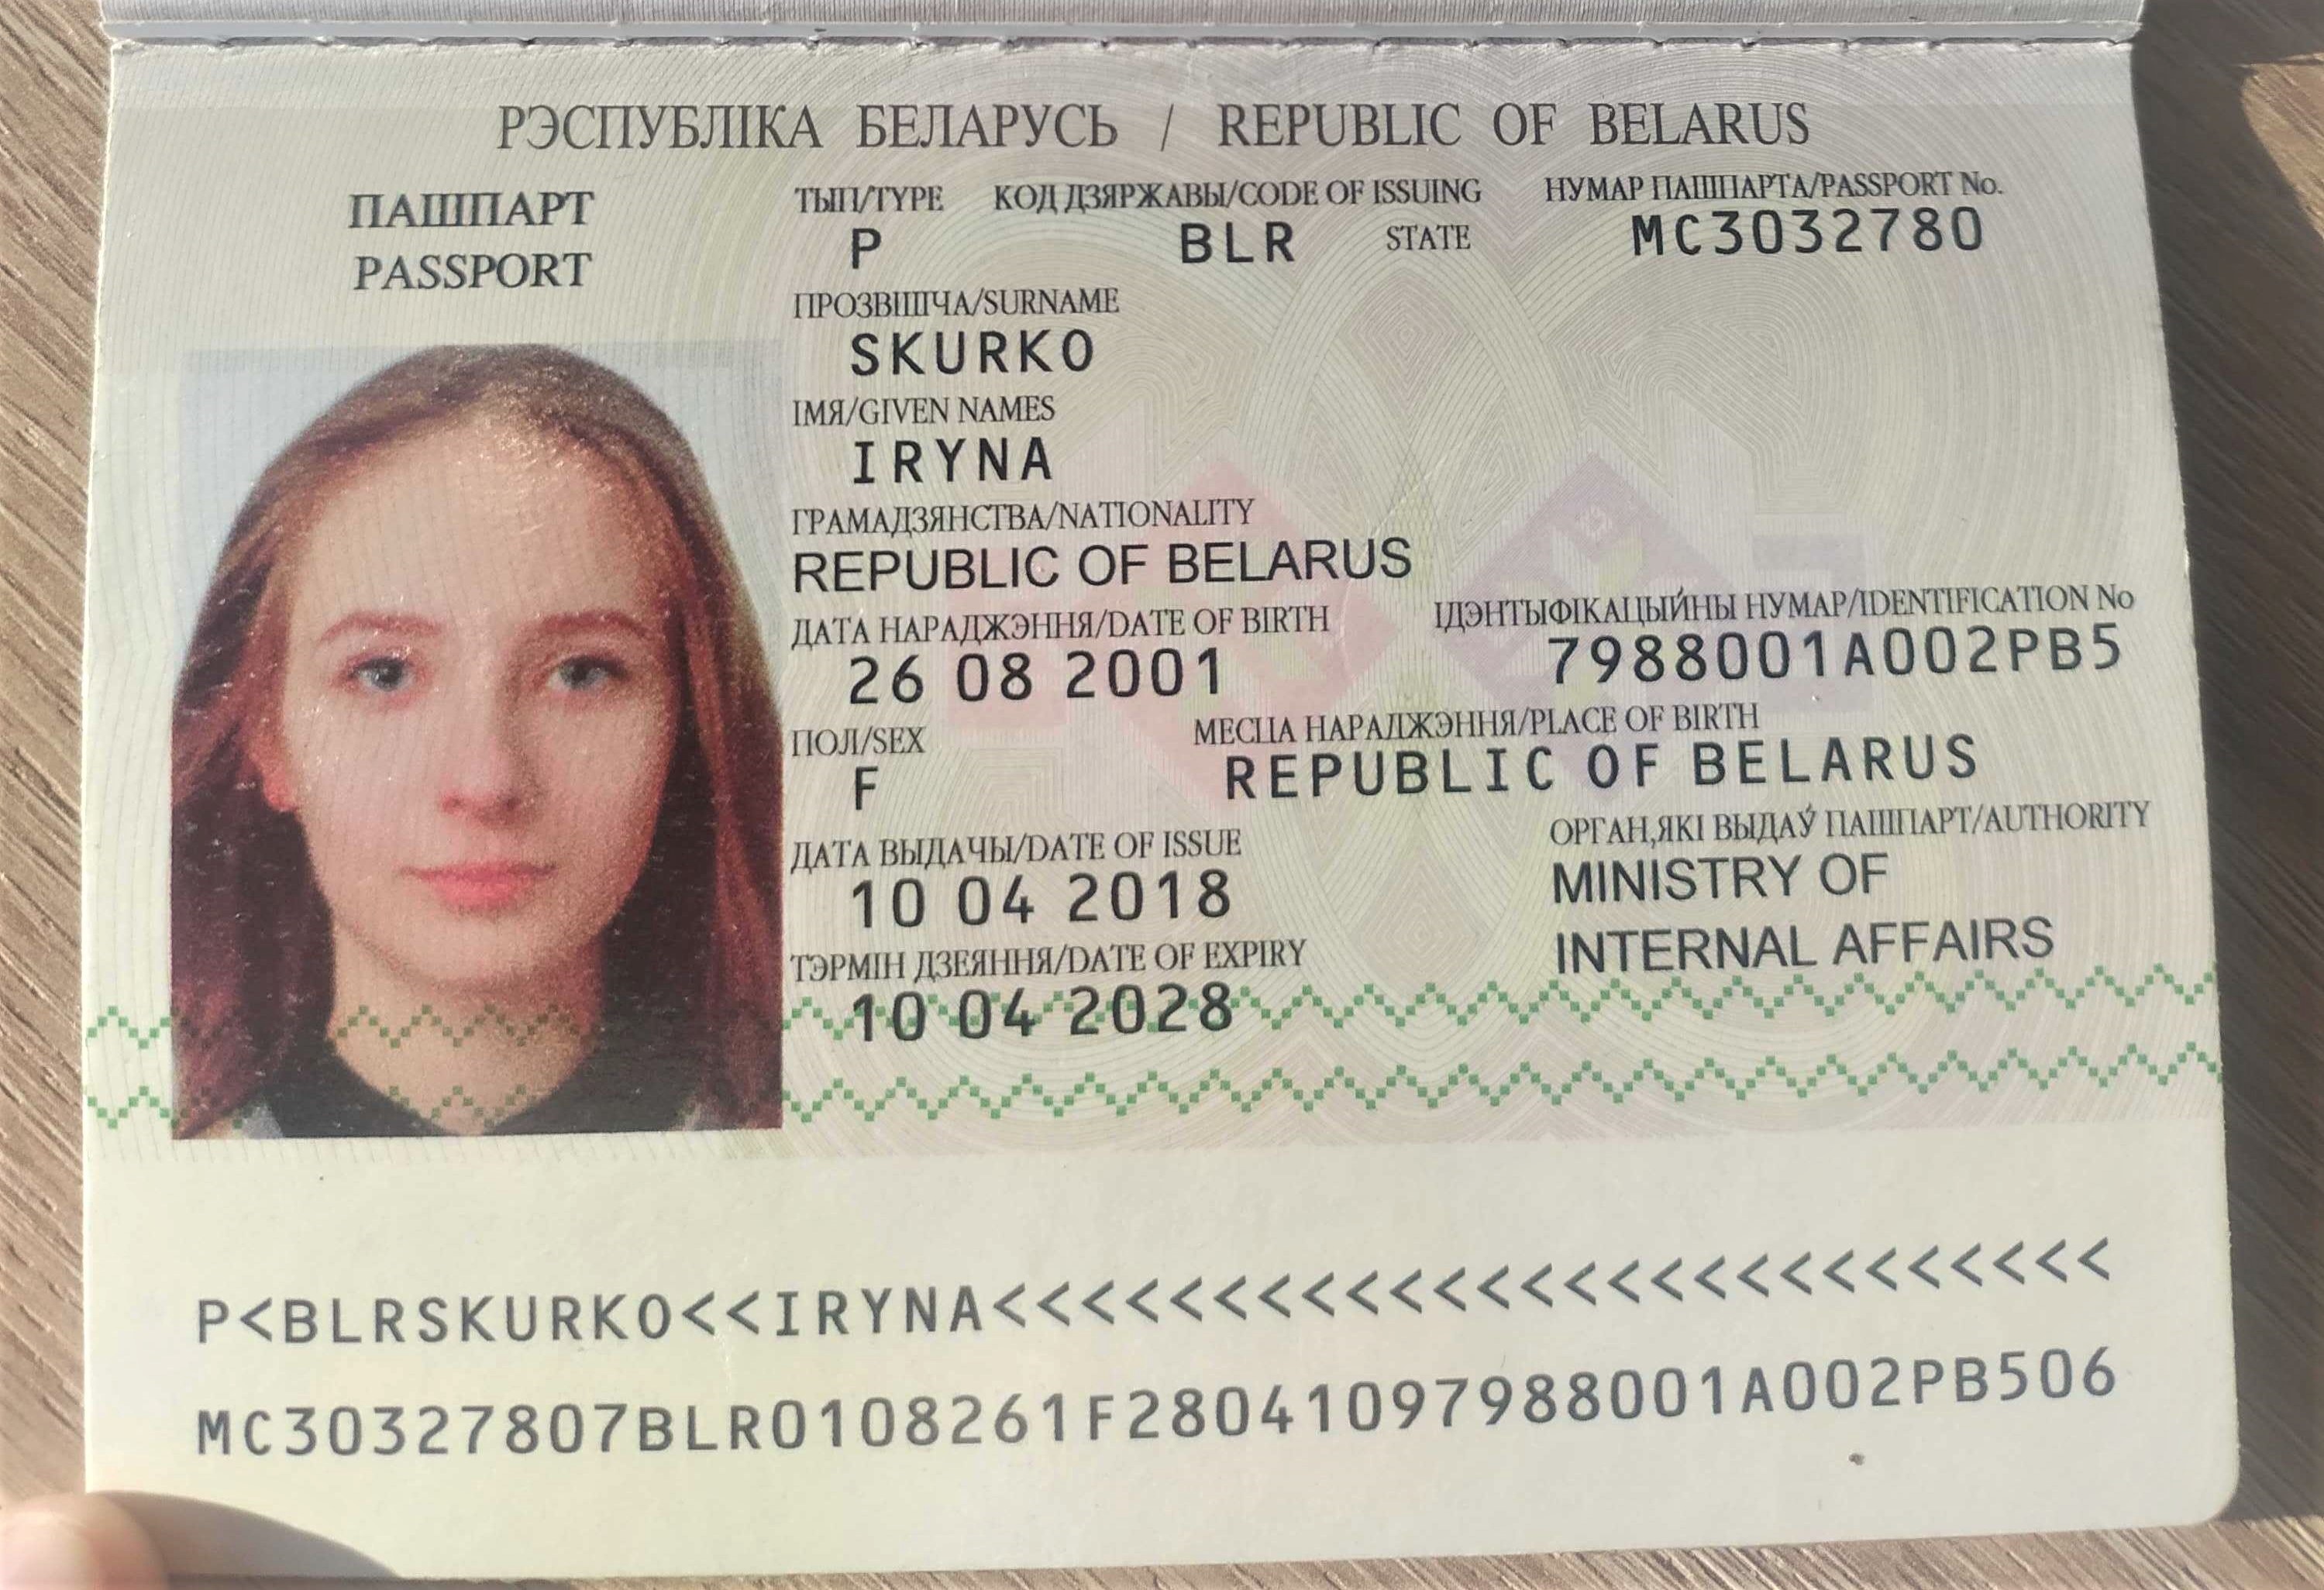 РЭСПУБЛІКА БЕЛАРУСЬ / REPUBLIC OF BELARUS
ПАШПАРТ
PASSPORT
ТЫП/TYPE КОД ДЗЯРЖАВЫ/CODE OF ISSUING STATE НУМАР ПАШПАРТА/PASSPORT No.
P BLR MC3032780
ПРОЗВІШЧА/SURNAME
SKURKO
ІМЯ/GIVEN NAMES
IRYNA
ГРАМАДЗЯНСТВА/NATIONALITY
REPUBLIC OF BELARUS
ДАТА НАРАДЖЭННЯ/DATE OF BIRTH ІДЭНТЫФІКАЦЫЙНЫ НУМАР/IDENTIFICATION No
26 08 2001 7988001A002PB5
ПОЛ/SEX МЕСЦА НАРАДЖЭННЯ/PLACE OF BIRTH
F REPUBLIC OF BELARUS
ДАТА ВЫДАЧЫ/DATE OF ISSUE ОРГАН,ЯКІ ВЫДАЎ ПАШПАРТ/AUTHORITY
10 04 2018 MINISTRY OF
INTERNAL AFFAIRS
ТЭРМІН ДЗЕЯННЯ/DATE OF EXPIRY
10 04 2028
P<BLRSKURKO<<IRYNA<<<<<<<<<<<<<<<<<<<<<<<<<<
MC30327807BLR0108261F28041097988001A002PB506